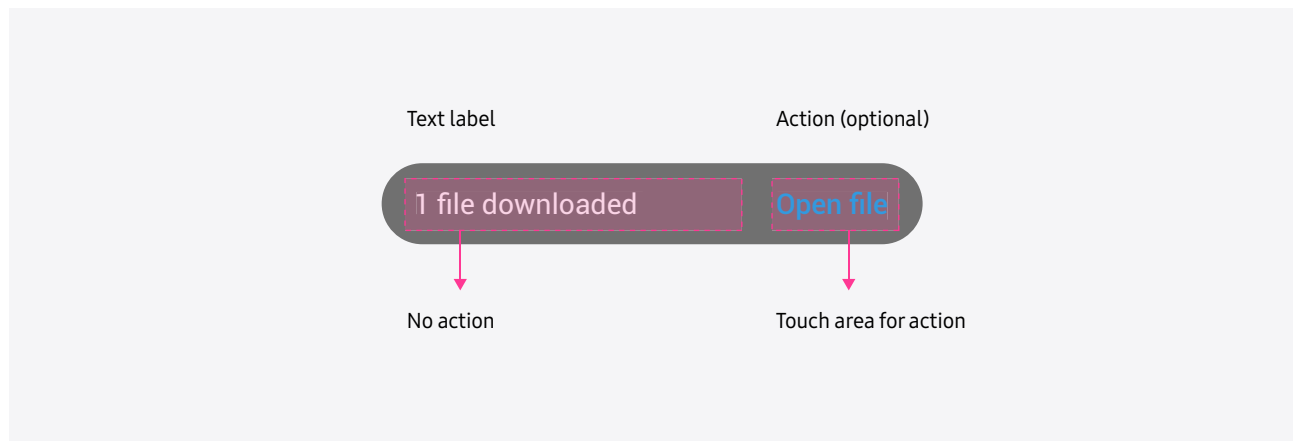 Text label
Action (optional)
1 file downloaded
Open file
No action
Touch area for action